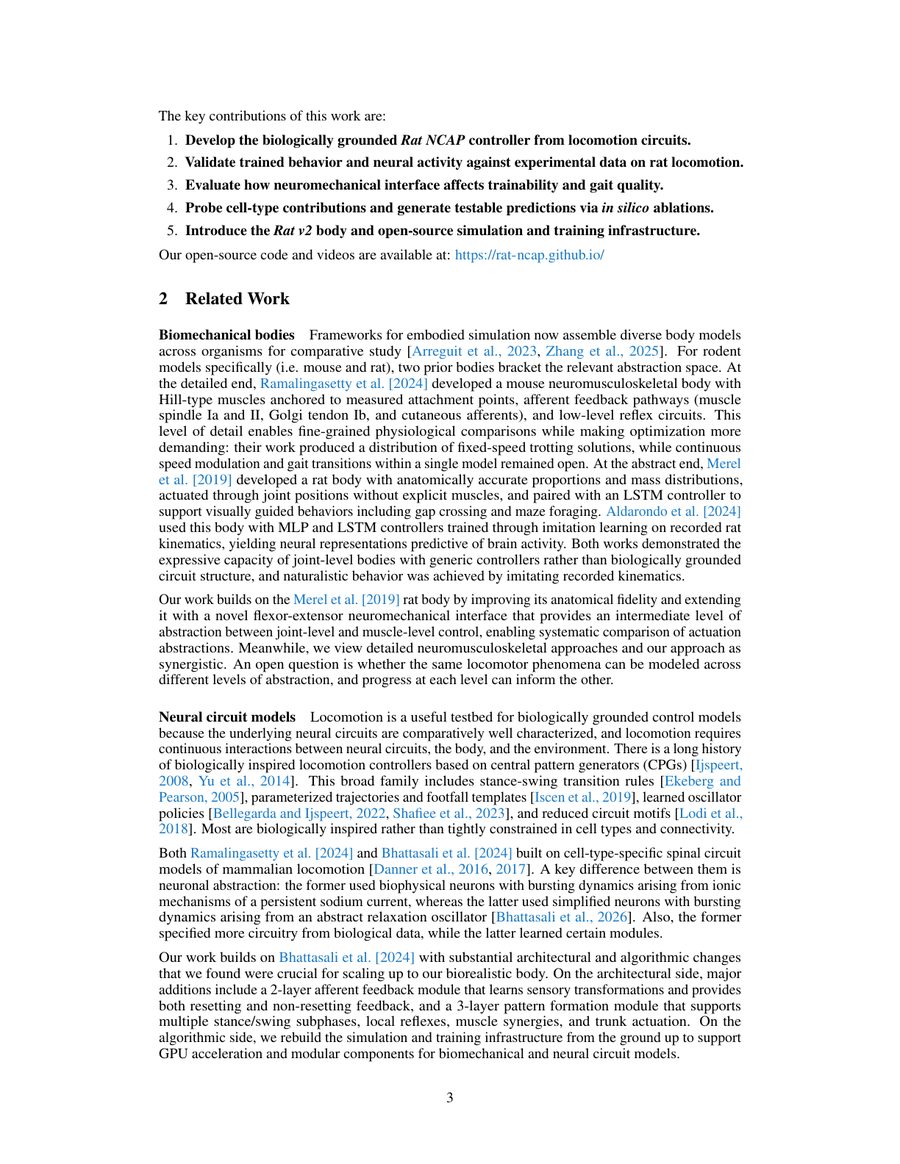 The key contributions of this work are:
1. Develop the biologically grounded Rat NCAP controller from locomotion circuits.
2. Validate trained behavior and neural activity against experimental data on rat locomotion.
3. Evaluate how neuromechanical interface affects trainability and gait quality.
4. Probe cell-type contributions and generate testable predictions via in silico ablations.
5. Introduce the Rat v2 body and open-source simulation and training infrastructure.
Our open-source code and videos are available at: https://rat-ncap.github.io/
2 Related Work
Biomechanical bodies Frameworks for embodied simulation now assemble diverse body models
across organisms for comparative study [Arreguit et al., 2023, Zhang et al., 2025]. For rodent
models specifically (i.e. mouse and rat), two prior bodies bracket the relevant abstraction space. At
the detailed end, Ramalingasetty et al. [2024] developed a mouse neuromusculoskeletal body with
Hill-type muscles anchored to measured attachment points, afferent feedback pathways (muscle
spindle Ia and II, Golgi tendon Ib, and cutaneous afferents), and low-level reflex circuits. This
level of detail enables fine-grained physiological comparisons while making optimization more
demanding: their work produced a distribution of fixed-speed trotting solutions, while continuous
speed modulation and gait transitions within a single model remained open. At the abstract end, Merel
et al. [2019] developed a rat body with anatomically accurate proportions and mass distributions,
actuated through joint positions without explicit muscles, and paired with an LSTM controller to
support visually guided behaviors including gap crossing and maze foraging. Aldarondo et al. [2024]
used this body with MLP and LSTM controllers trained through imitation learning on recorded rat
kinematics, yielding neural representations predictive of brain activity. Both works demonstrated the
expressive capacity of joint-level bodies with generic controllers rather than biologically grounded
circuit structure, and naturalistic behavior was achieved by imitating recorded kinematics.
Our work builds on the Merel et al. [2019] rat body by improving its anatomical fidelity and extending
it with a novel flexor-extensor neuromechanical interface that provides an intermediate level of
abstraction between joint-level and muscle-level control, enabling systematic comparison of actuation
abstractions. Meanwhile, we view detailed neuromusculoskeletal approaches and our approach as
synergistic. An open question is whether the same locomotor phenomena can be modeled across
different levels of abstraction, and progress at each level can inform the other.
Neural circuit models Locomotion is a useful testbed for biologically grounded control models
because the underlying neural circuits are comparatively well characterized, and locomotion requires
continuous interactions between neural circuits, the body, and the environment. There is a long history
of biologically inspired locomotion controllers based on central pattern generators (CPGs) [Ijspeert,
2008, Yu et al., 2014]. This broad family includes stance-swing transition rules [Ekeberg and
Pearson, 2005], parameterized trajectories and footfall templates [Iscen et al., 2019], learned oscillator
policies [Bellegarda and Ijspeert, 2022, Shafiee et al., 2023], and reduced circuit motifs [Lodi et al.,
2018]. Most are biologically inspired rather than tightly constrained in cell types and connectivity.
Both Ramalingasetty et al. [2024] and Bhattasali et al. [2024] built on cell-type-specific spinal circuit
models of mammalian locomotion [Danner et al., 2016, 2017]. A key difference between them is
neuronal abstraction: the former used biophysical neurons with bursting dynamics arising from ionic
mechanisms of a persistent sodium current, whereas the latter used simplified neurons with bursting
dynamics arising from an abstract relaxation oscillator [Bhattasali et al., 2026]. Also, the former
specified more circuitry from biological data, while the latter learned certain modules.
Our work builds on Bhattasali et al. [2024] with substantial architectural and algorithmic changes
that we found were crucial for scaling up to our biorealistic body. On the architectural side, major
additions include a 2-layer afferent feedback module that learns sensory transformations and provides
both resetting and non-resetting feedback, and a 3-layer pattern formation module that supports
multiple stance/swing subphases, local reflexes, muscle synergies, and trunk actuation. On the
algorithmic side, we rebuild the simulation and training infrastructure from the ground up to support
GPU acceleration and modular components for biomechanical and neural circuit models.
3